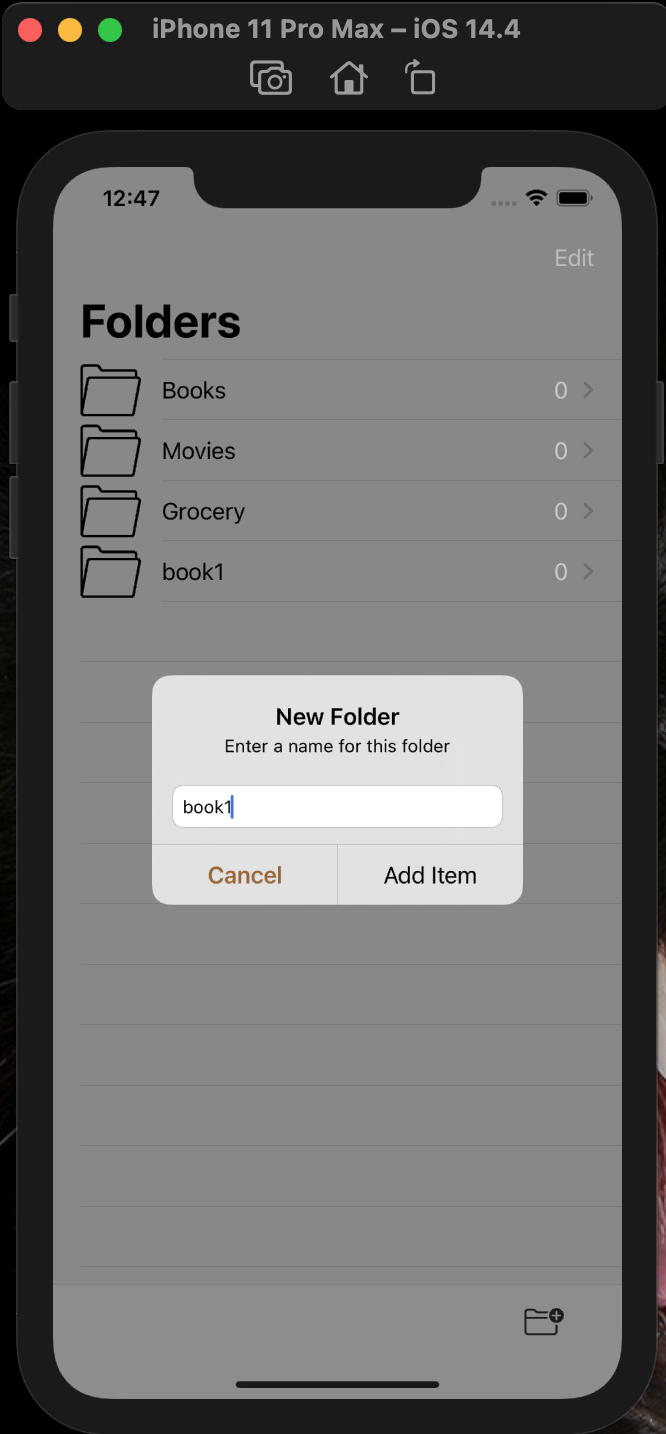 iPhone 11 Pro Max – iOS 14.4
12:47
Edit
Folders
Books 0
Movies 0
Grocery 0
book1 0
New Folder
Enter a name for this folder
book1
Cancel Add Item